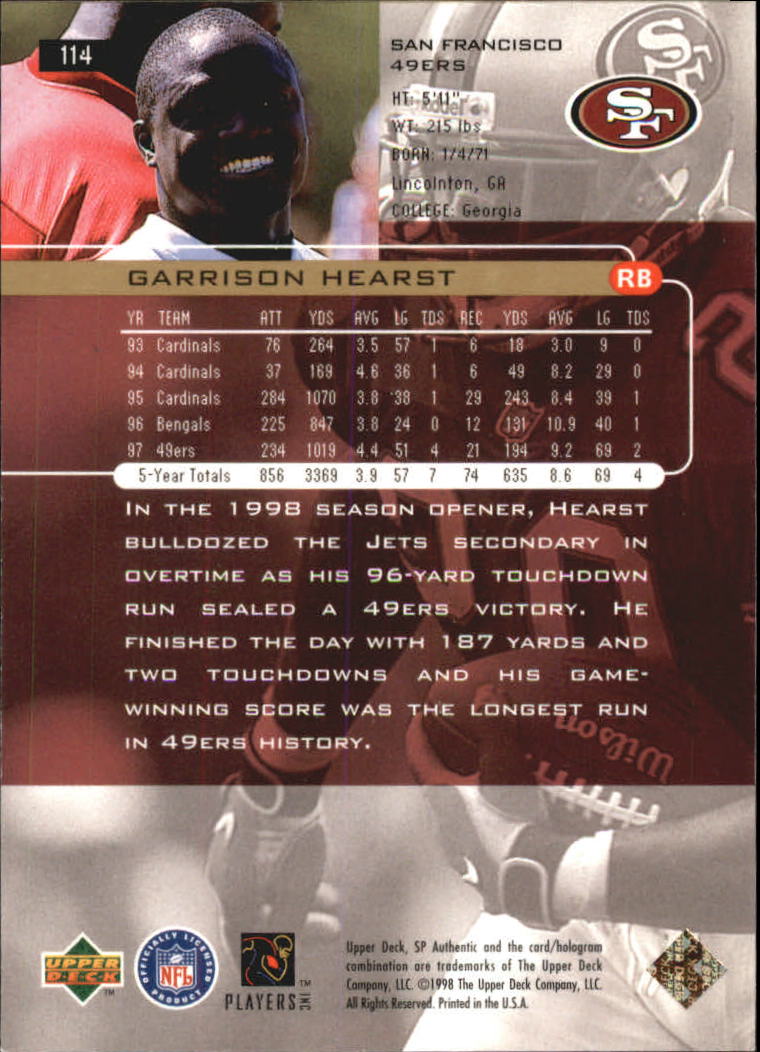 114
SAN FRANCISCO
49ERS
HT: 5'11"
WT: 215 lbs
BORN: 1/4/71
Lincolnton, GA
COLLEGE: Georgia
SF
SF
Riddell
GARRISON HEARST
RB
YR TEAM ATT YDS AVG LG TDS REC YDS AVG LG TDS
93 Cardinals 76 264 3.5 57 1 6 18 3.0 9 0
94 Cardinals 37 169 4.6 36 1 6 49 8.2 29 0
95 Cardinals 284 1070 3.8 38 1 29 243 8.4 39 1
96 Bengals 225 847 3.8 24 0 12 131 10.9 40 1
97 49ers 234 1019 4.4 51 4 21 194 9.2 69 2
5-Year Totals 856 3369 3.9 57 7 74 635 8.6 69 4
IN THE 1998 SEASON OPENER, HEARST
BULLDOZED THE JETS SECONDARY IN
OVERTIME AS HIS 96-YARD TOUCHDOWN
RUN SEALED A 49ERS VICTORY. HE
FINISHED THE DAY WITH 187 YARDS AND
TWO TOUCHDOWNS AND HIS GAME-
WINNING SCORE WAS THE LONGEST RUN
IN 49ERS HISTORY.
Wilson
UPPER
DECK
TM
OFFICIALLY LICENSED
NFL
PRODUCT
TM
PLAYERS INC
Upper Deck, SP Authentic and the card/hologram
combination are trademarks of The Upper Deck
Company, LLC. ©1998 The Upper Deck Company, LLC.
All Rights Reserved. Printed in the U.S.A.